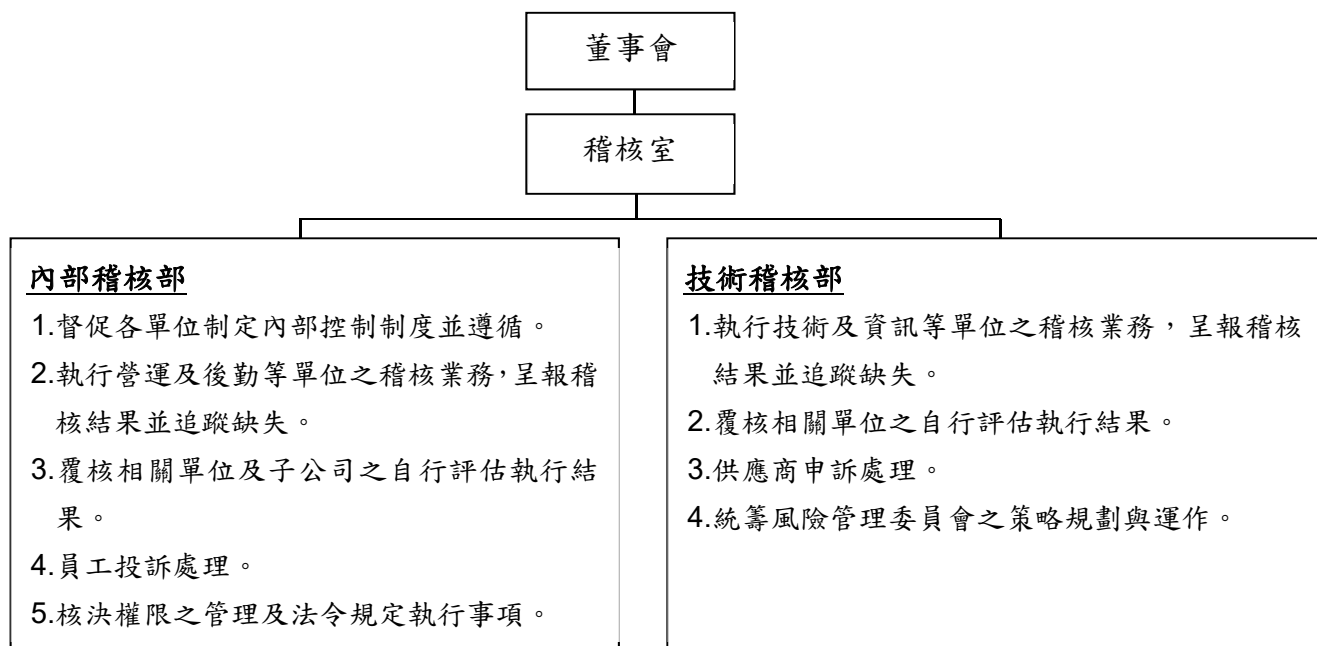 董事會
稽核室
內部稽核部
1.督促各單位制定內部控制制度並遵循。
2.執行營運及後勤等單位之稽核業務,呈報稽
核結果並追蹤缺失。
3.覆核相關單位及子公司之自行評估執行結
果。
4.員工投訴處理。
5.核決權限之管理及法令規定執行事項。
技術稽核部
1.執行技術及資訊等單位之稽核業務,呈報稽核
結果並追蹤缺失。
2.覆核相關單位之自行評估執行結果。
3.供應商申訴處理。
4.統籌風險管理委員會之策略規劃與運作。